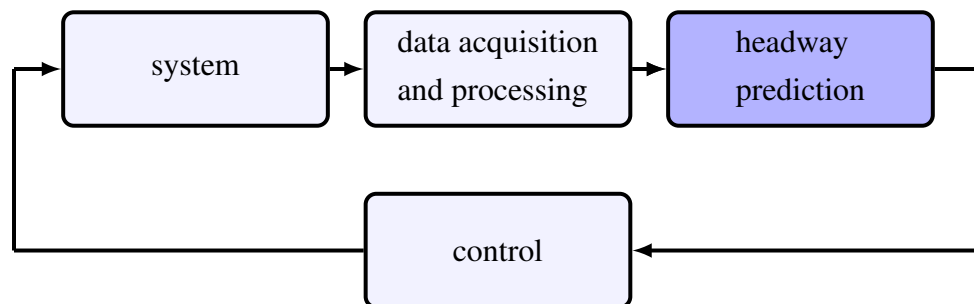 system
data acquisition
and processing
headway
prediction
control